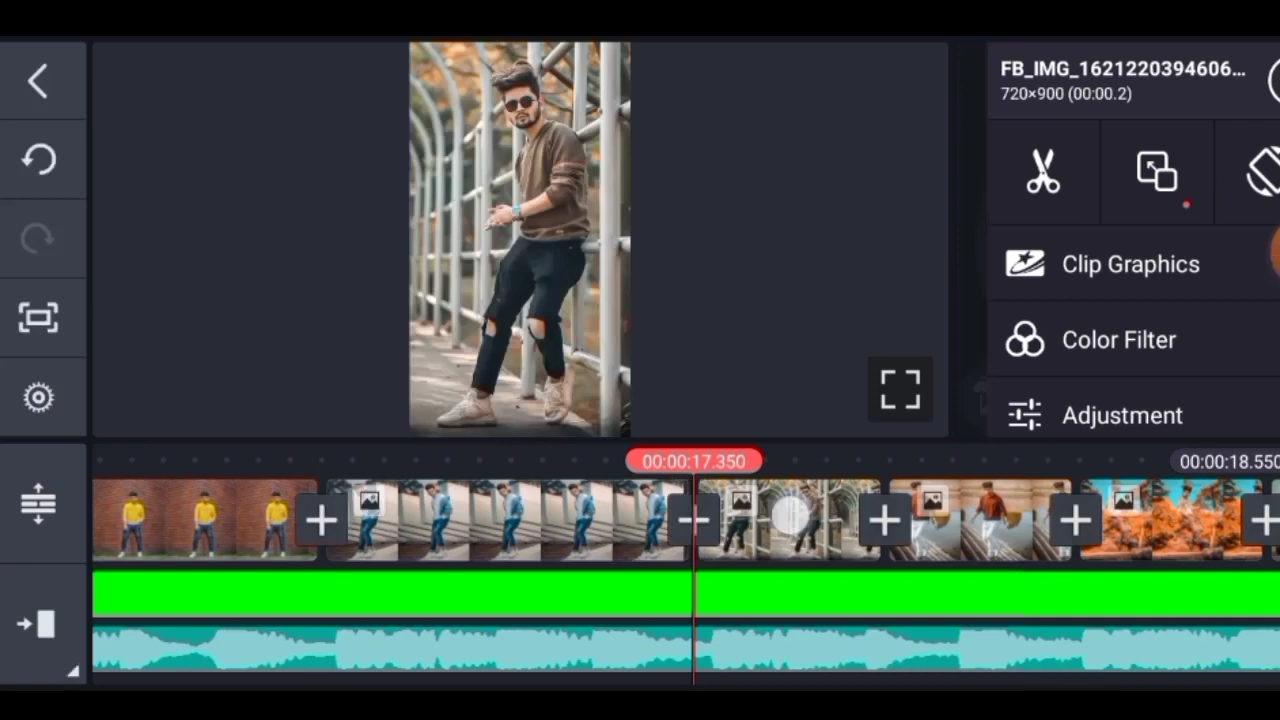 FB_IMG_1621220394606...
720×900 (00:00.2)
Clip Graphics
Color Filter
Adjustment
00:00:17.350
00:00:18.550